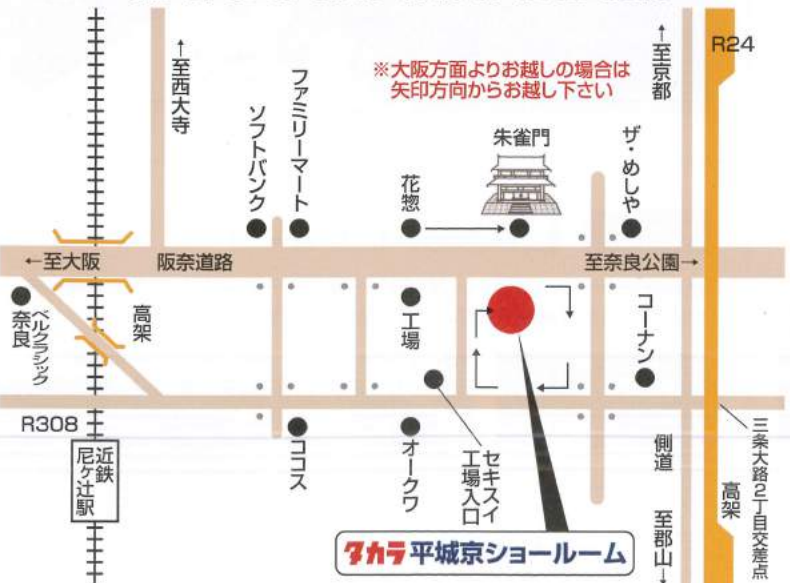 R24
↑至京都
↑至西大寺
※大阪方面よりお越しの場合は
矢印方向からお越し下さい
ファミリーマート
ソフトバンク
朱雀門
ザ・めしや
花惣
←至大阪
阪奈道路
至奈良公園→
ベルクラシック
奈良
高架
工場
コーナン
R308
近鉄
尼ヶ辻駅
ココス
オークワ
セキスイ
工場入口
側道
至郡山→
高架
三条大路2丁目交差点
タカラ 平城京ショールーム